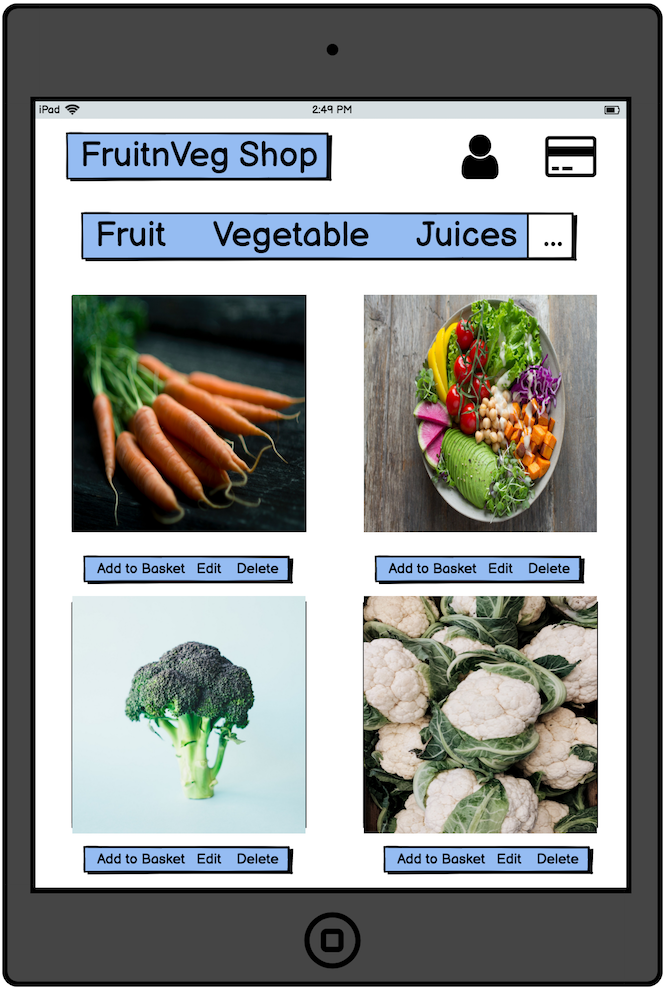 iPad 2:49 PM
FruitnVeg Shop
Fruit Vegetable Juices ...
Add to Basket Edit Delete Add to Basket Edit Delete
Add to Basket Edit Delete Add to Basket Edit Delete